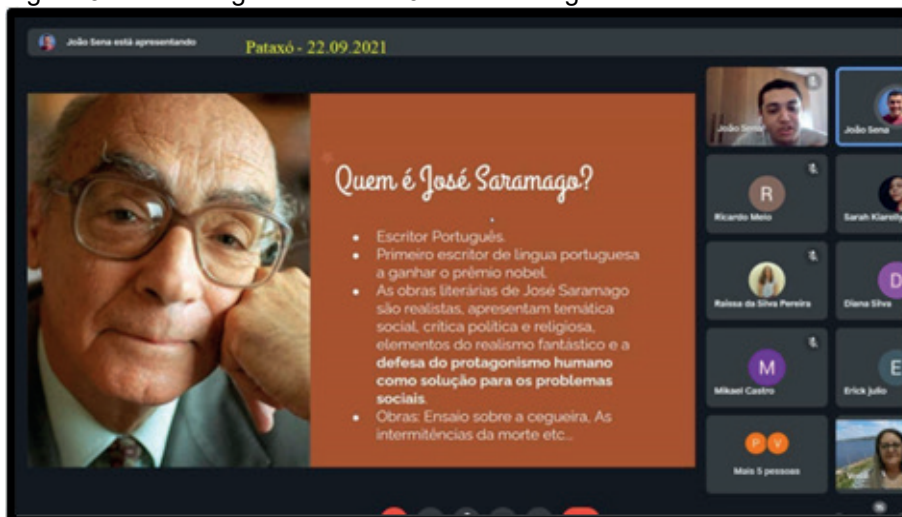 João Sena está apresentando
Pataxó - 22.09.2021
Quem é José Saramago?
• Escritor Português.
• Primeiro escritor de língua portuguesa
a ganhar o prêmio nobel.
• As obras literárias de José Saramago
são realistas, apresentam temática
social, crítica política e religiosa,
elementos do realismo fantástico e a
defesa do protagonismo humano
como solução para os problemas
sociais.
• Obras: Ensaio sobre a cegueira, As
intermitências da morte etc...
João Sena
João Sena
R
Ricardo Melo
Sarah Kiarelly
Raissa da Silva Pereira
D
Diana Silva
M
Mikael Castro
E
Erick julio
P V
Mais 5 pessoas
Você